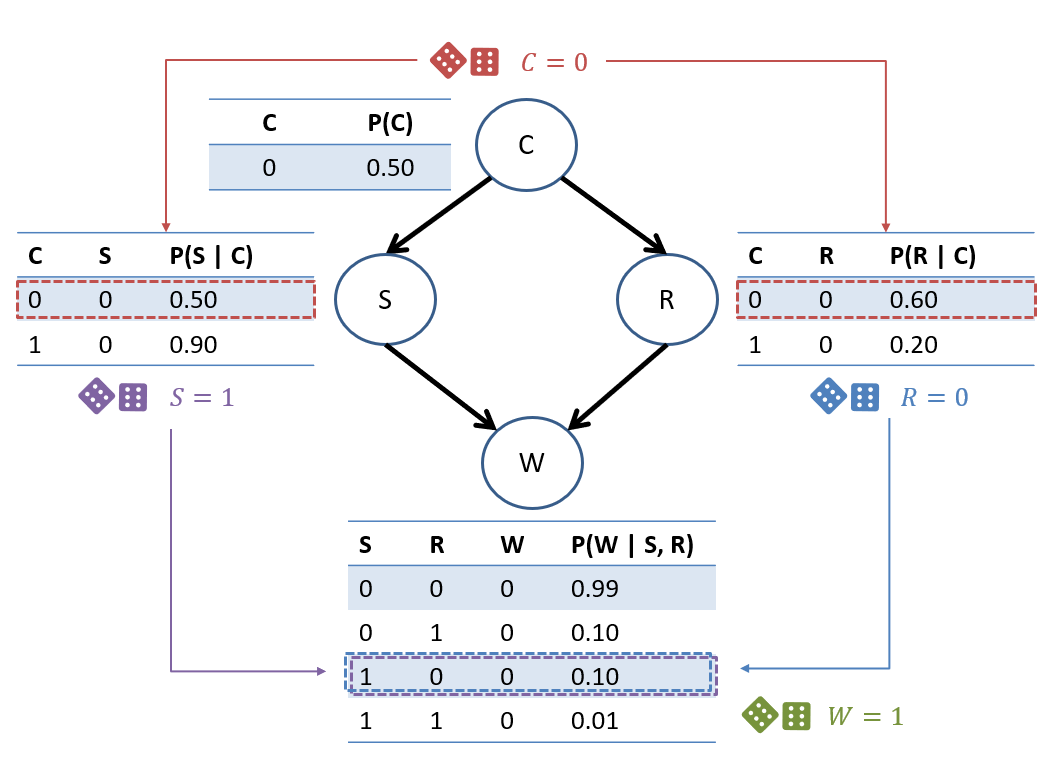 C = 0
C P(C)
0 0.50
C
C S P(S | C)
0 0 0.50
1 0 0.90
S
R
C R P(R | C)
0 0 0.60
1 0 0.20
S = 1
R = 0
W
S R W P(W | S, R)
0 0 0 0.99
0 1 0 0.10
1 0 0 0.10
1 1 0 0.01
W = 1